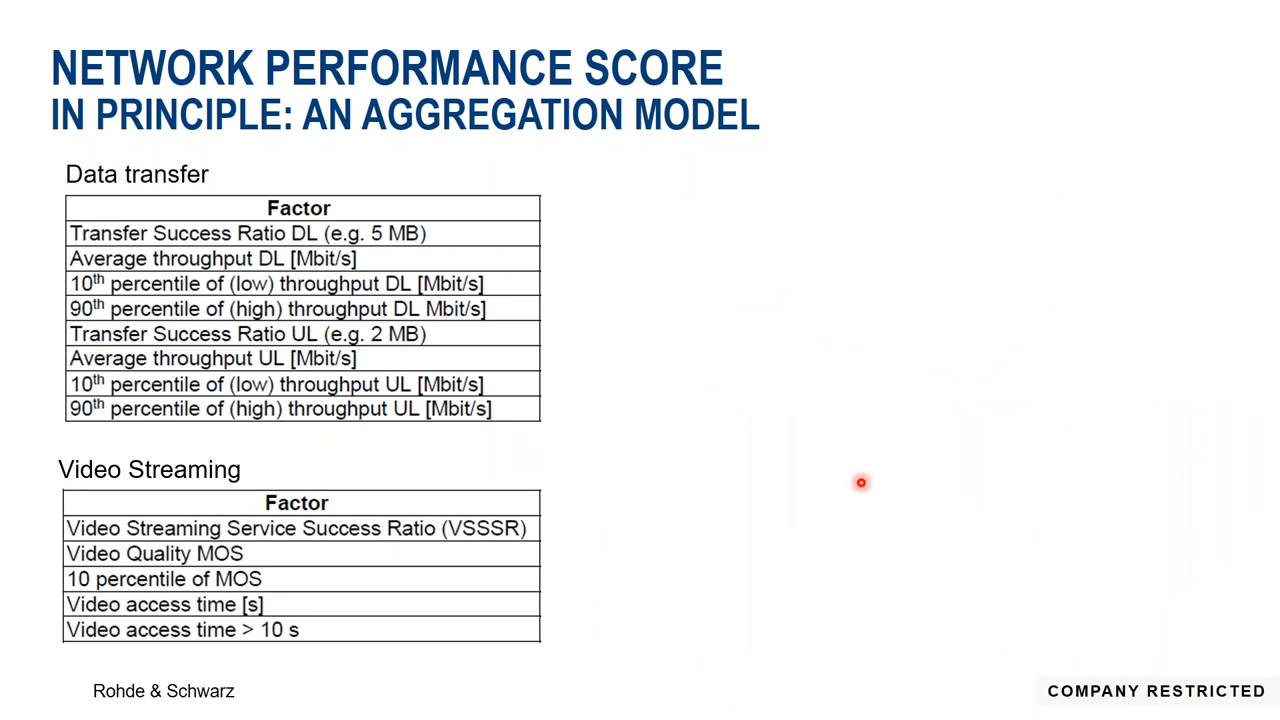 NETWORK PERFORMANCE SCORE
IN PRINCIPLE: AN AGGREGATION MODEL
Data transfer
Factor
Transfer Success Ratio DL (e.g. 5 MB)
Average throughput DL [Mbit/s]
10th percentile of (low) throughput DL [Mbit/s]
90th percentile of (high) throughput DL Mbit/s]
Transfer Success Ratio UL (e.g. 2 MB)
Average throughput UL [Mbit/s]
10th percentile of (low) throughput UL [Mbit/s]
90th percentile of (high) throughput UL [Mbit/s]
Video Streaming
Factor
Video Streaming Service Success Ratio (VSSSR)
Video Quality MOS
10 percentile of MOS
Video access time [s]
Video access time > 10 s
Rohde & Schwarz
COMPANY RESTRICTED